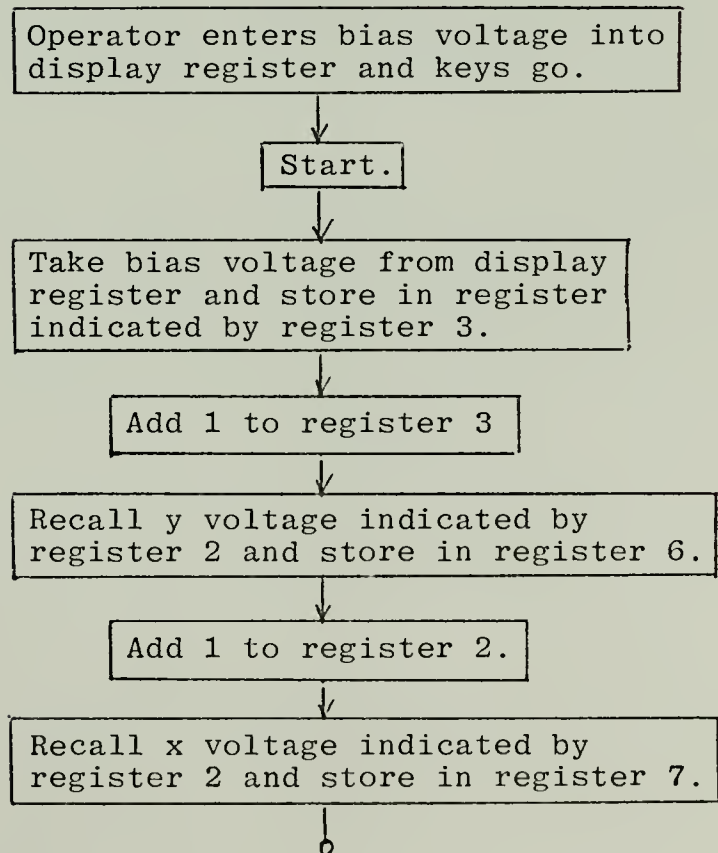 Operator enters bias voltage into
display register and keys go.
Start.
Take bias voltage from display
register and store in register
indicated by register 3.
Add 1 to register 3
Recall y voltage indicated by
register 2 and store in register 6.
Add 1 to register 2.
Recall x voltage indicated by
register 2 and store in register 7.